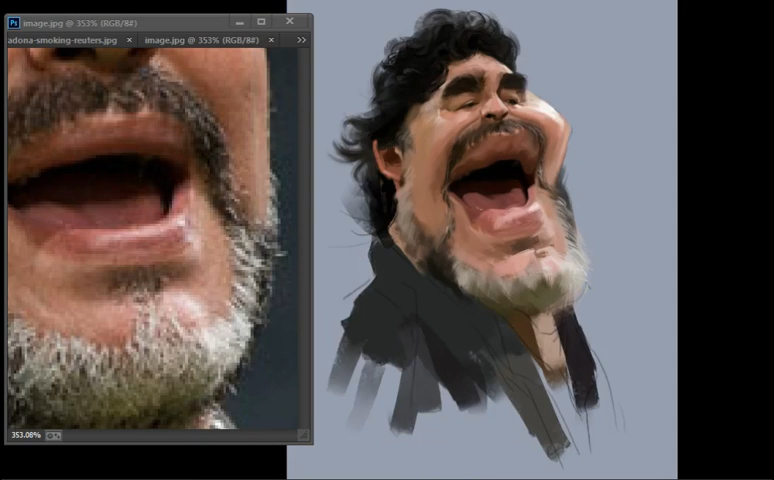 Ps image.jpg @ 353% (RGB/8#)
adona-smoking-reuters.jpg × image.jpg @ 353% (RGB/8#) × >>
353.08%